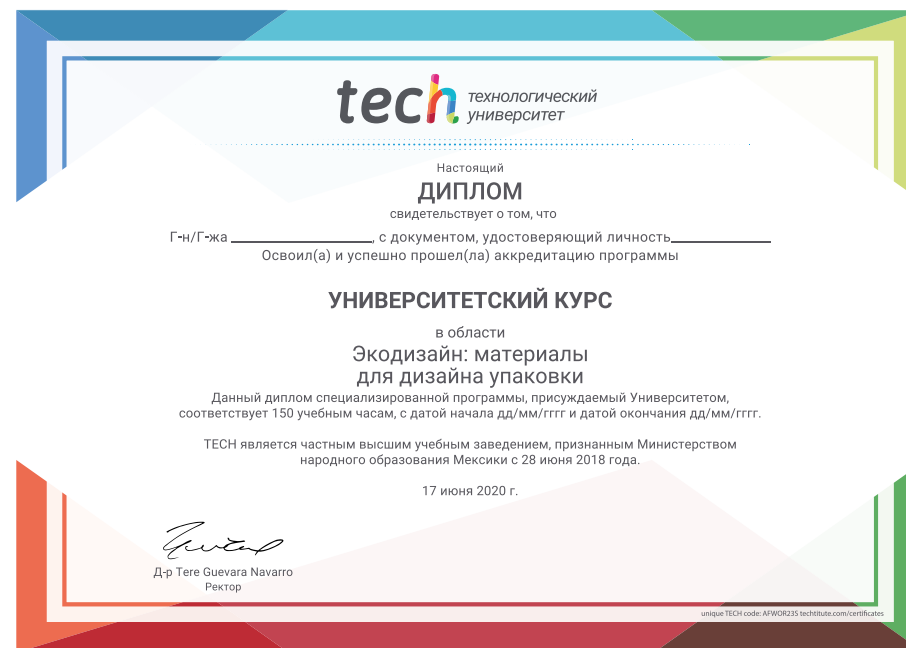 tech технологический
университет
Настоящий
ДИПЛОМ
свидетельствует о том, что
Г-н/Г-жа ____________________, с документом, удостоверяющий личность______________
Освоил(а) и успешно прошел(ла) аккредитацию программы
УНИВЕРСИТЕТСКИЙ КУРС
в области
Экодизайн: материалы
для дизайна упаковки
Данный диплом специализированной программы, присуждаемый Университетом,
соответствует 150 учебным часам, с датой начала дд/мм/гггг и датой окончания дд/мм/гггг.
TECH является частным высшим учебным заведением, признанным Министерством
народного образования Мексики с 28 июня 2018 года.
17 июня 2020 г.
Д-р Tere Guevara Navarro
Ректор
unique TECH code: AFWOR23S techtitute.com/certificates